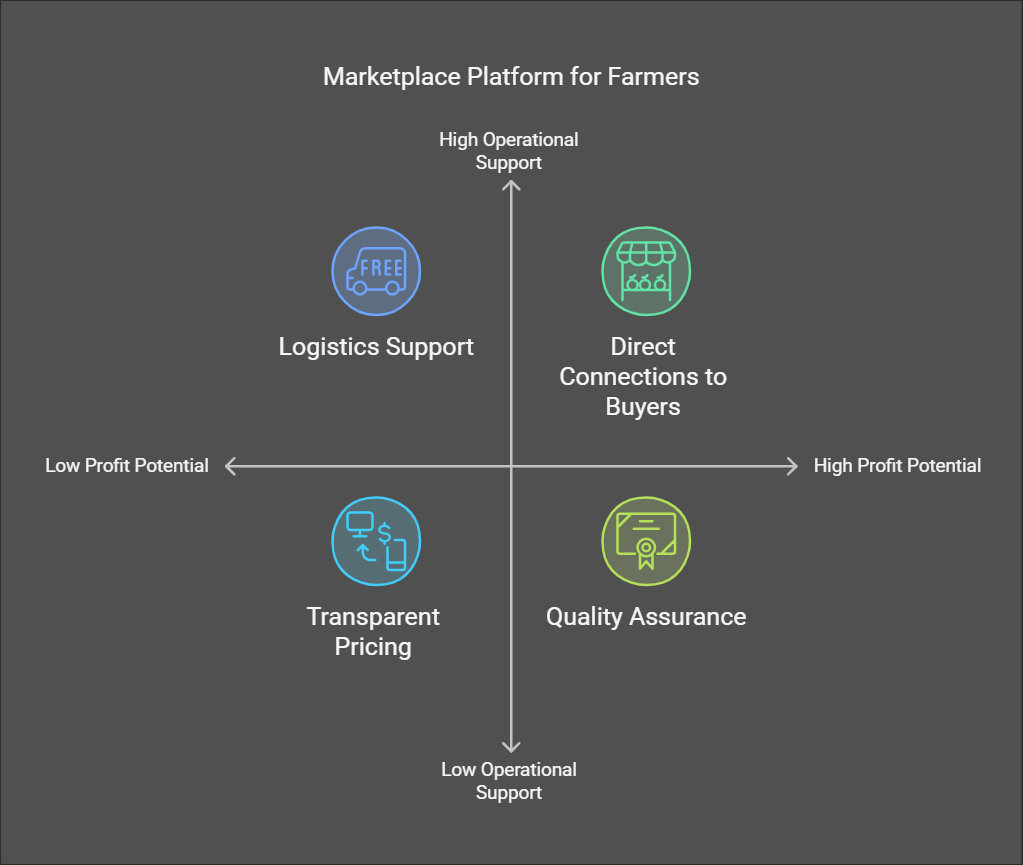 Marketplace Platform for Farmers
High Operational
Support
FREE
Logistics Support
Direct
Connections to
Buyers
Low Profit Potential
High Profit Potential
$
Transparent
Pricing
Quality Assurance
Low Operational
Support